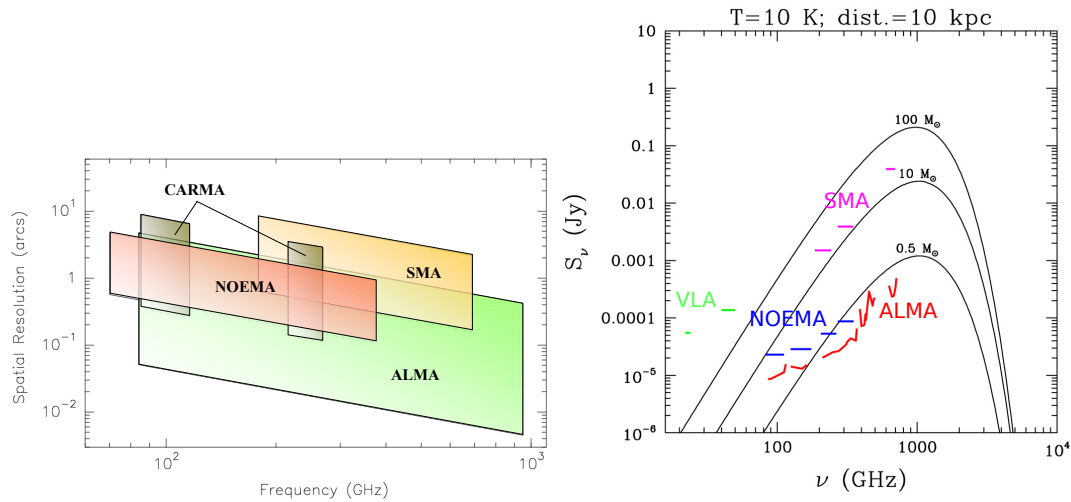 CARMA
SMA
NOEMA
ALMA
10¹
1
10⁻¹
10⁻²
10²
10³
Spatial Resolution (arcs)
Frequency (GHz)
T=10 K; dist.=10 kpc
10
1
0.1
0.01
0.001
0.0001
10⁻⁵
10⁻⁶
S_ν (Jy)
100 M☉
10 M☉
0.5 M☉
SMA
VLA
NOEMA
ALMA
100
1000
10⁴
ν (GHz)